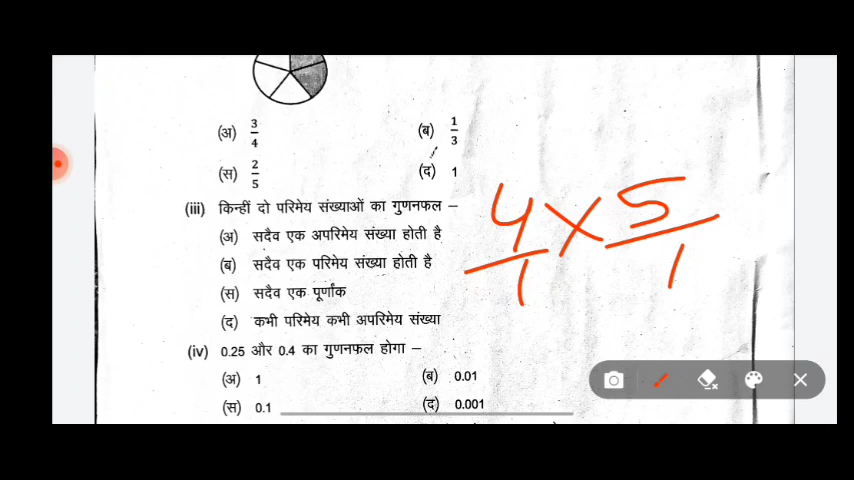 (अ) 3/4 (ब) 1/3
(स) 2/5 (द) 1
(iii) किन्हीं दो परिमेय संख्याओं का गुणनफल –
(अ) सदैव एक अपरिमेय संख्या होती है
(ब) सदैव एक परिमेय संख्या होती है
(स) सदैव एक पूर्णांक
(द) कभी परिमेय कभी अपरिमेय संख्या
4/1 × 5/1
(iv) 0.25 और 0.4 का गुणनफल होगा –
(अ) 1 (ब) 0.01
(स) 0.1 (द) 0.001